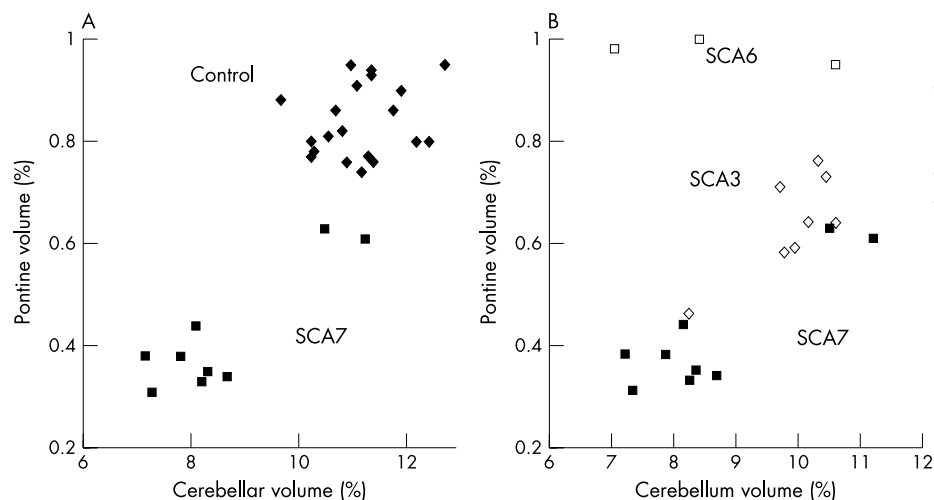 A
Pontine volume (%)
1
0.8
0.6
0.4
0.2
Control
SCA7
6
8
10
12
Cerebellar volume (%)
B
Pontine volume (%)
1
0.8
0.6
0.4
0.2
SCA6
SCA3
SCA7
6
7
8
9
10
11
12
Cerebellum volume (%)